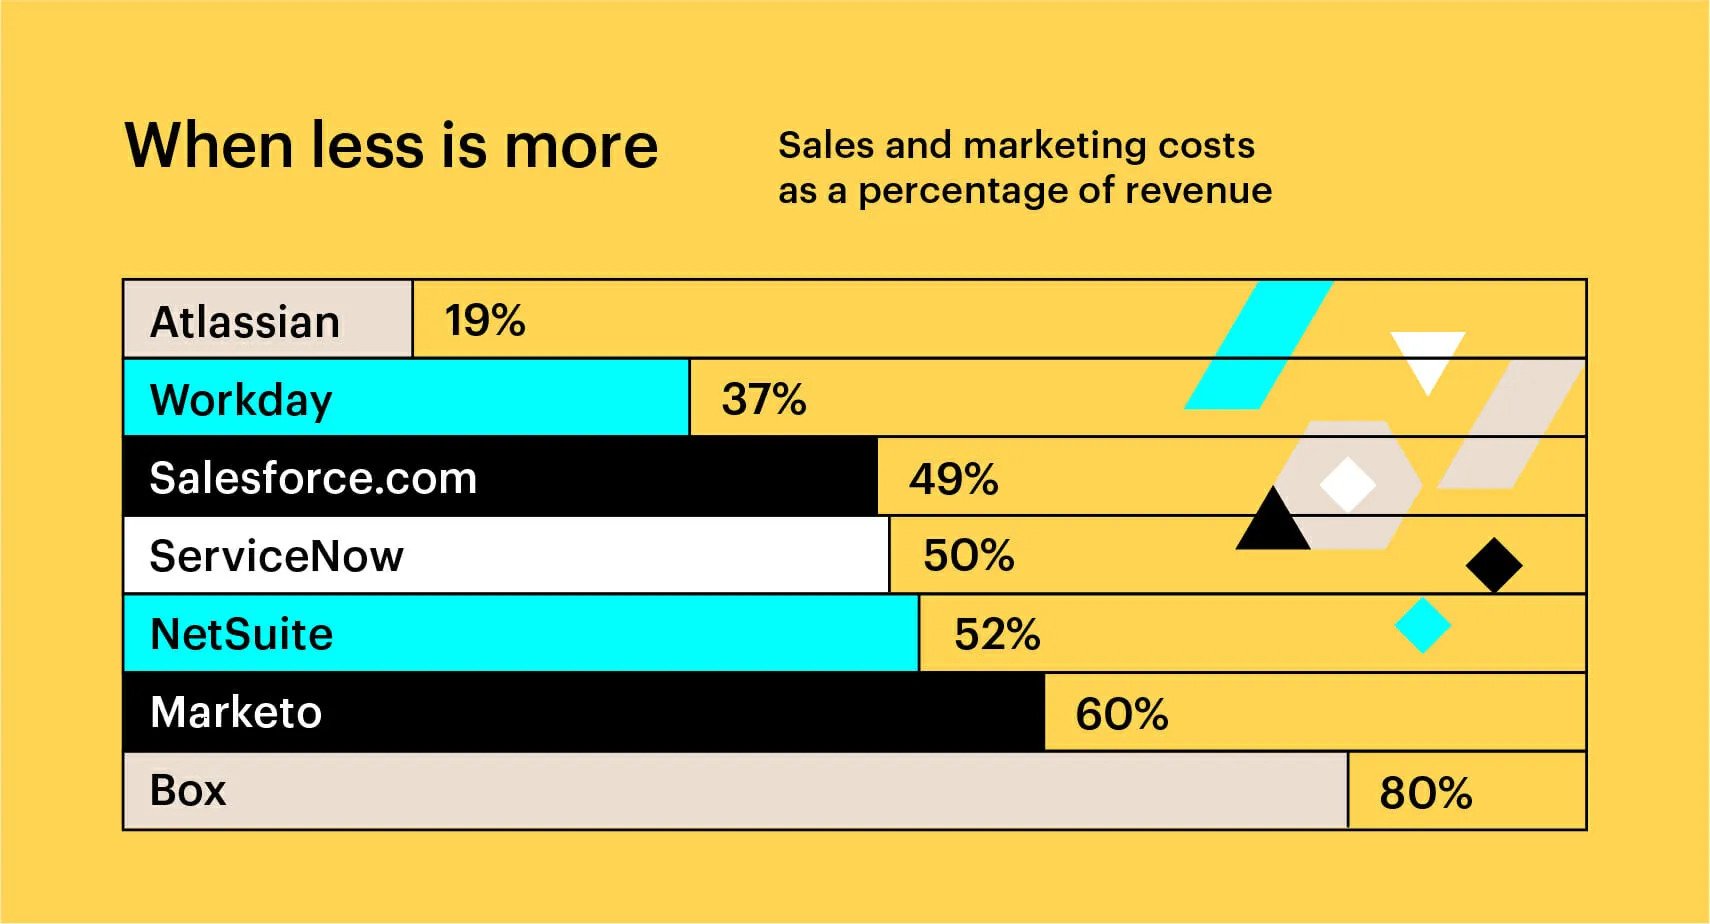 When less is more
Sales and marketing costs
as a percentage of revenue
Atlassian 19%
Workday 37%
Salesforce.com 49%
ServiceNow 50%
NetSuite 52%
Marketo 60%
Box 80%